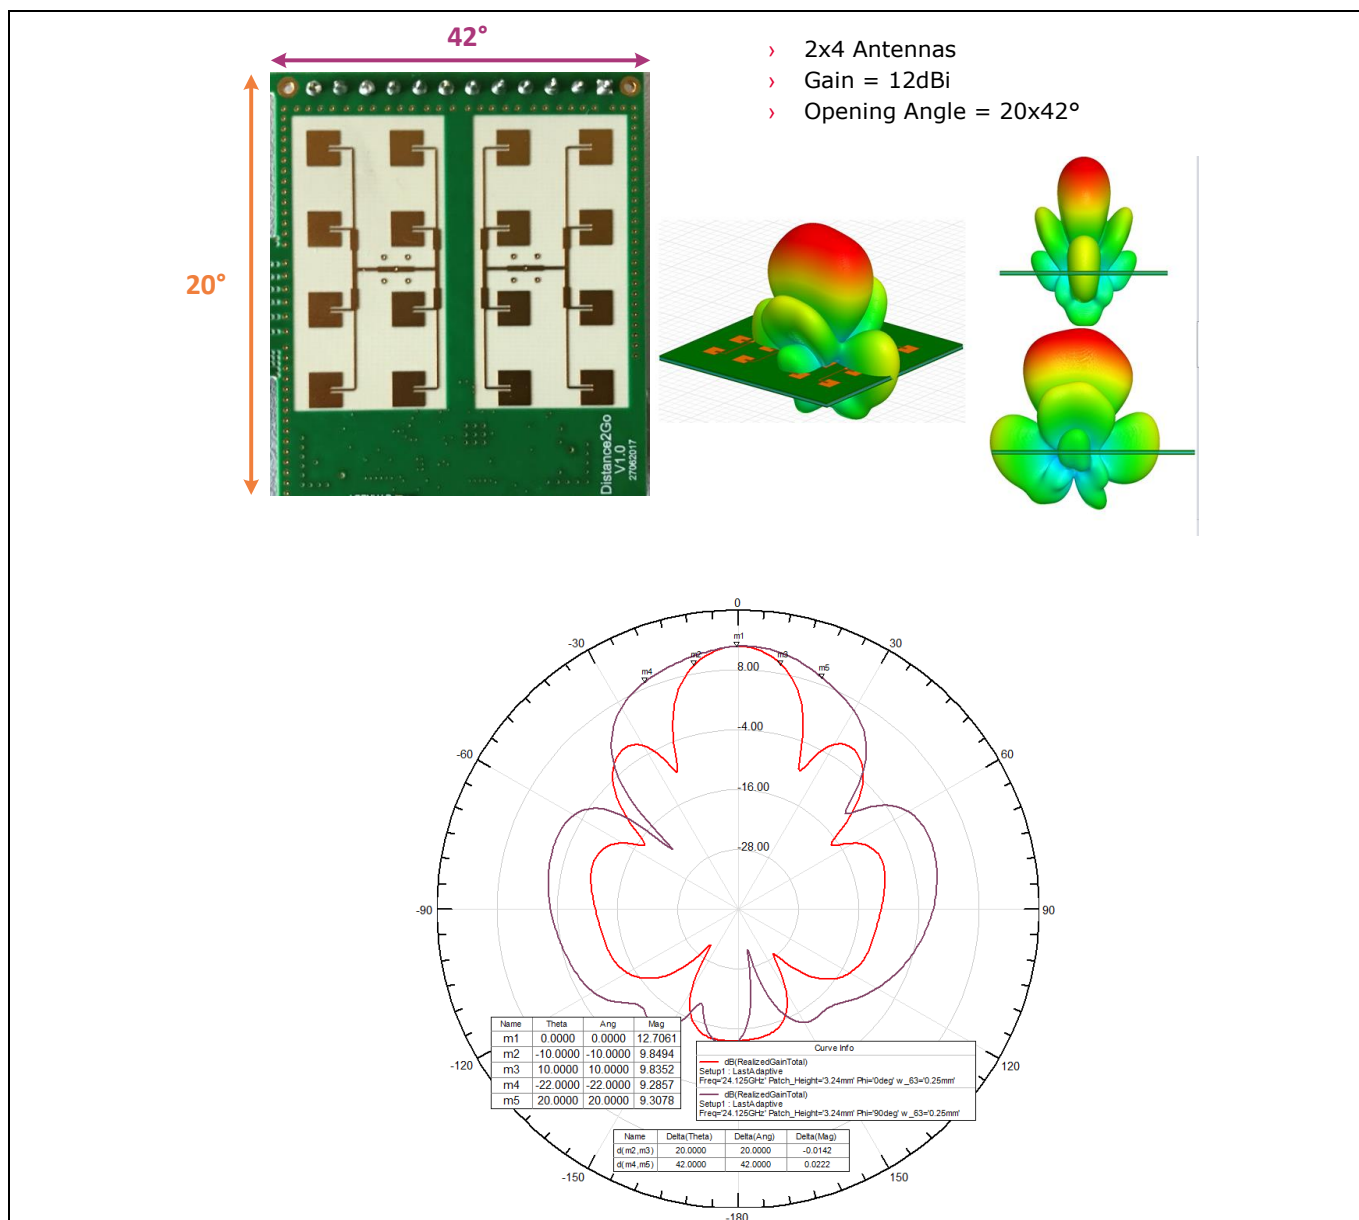 42°
20°
› 2x4 Antennas
› Gain = 12dBi
› Opening Angle = 20x42°
Distance2Go
V1.0
27062017
0
-30
30
-60
60
-90
90
-120
120
-150
150
-180
m1
m2
m3
m4
m5
8.00
-4.00
-16.00
-28.00
Name Theta Ang Mag
m1 0.0000 0.0000 12.7061
m2 -10.0000 -10.0000 9.8494
m3 10.0000 10.0000 9.8352
m4 -22.0000 -22.0000 9.2857
m5 20.0000 20.0000 9.3078
Curve Info
dB(RealizedGainTotal)
Setup1 : LastAdaptive
Freq='24.125GHz' Patch_Height='3.24mm' Phi='0deg' w_63='0.25mm'
dB(RealizedGainTotal)
Setup1 : LastAdaptive
Freq='24.125GHz' Patch_Height='3.24mm' Phi='90deg' w_63='0.25mm'
Name Delta(Theta) Delta(Ang) Delta(Mag)
d(m2,m3) 20.0000 20.0000 -0.0142
d(m4,m5) 42.0000 42.0000 0.0222